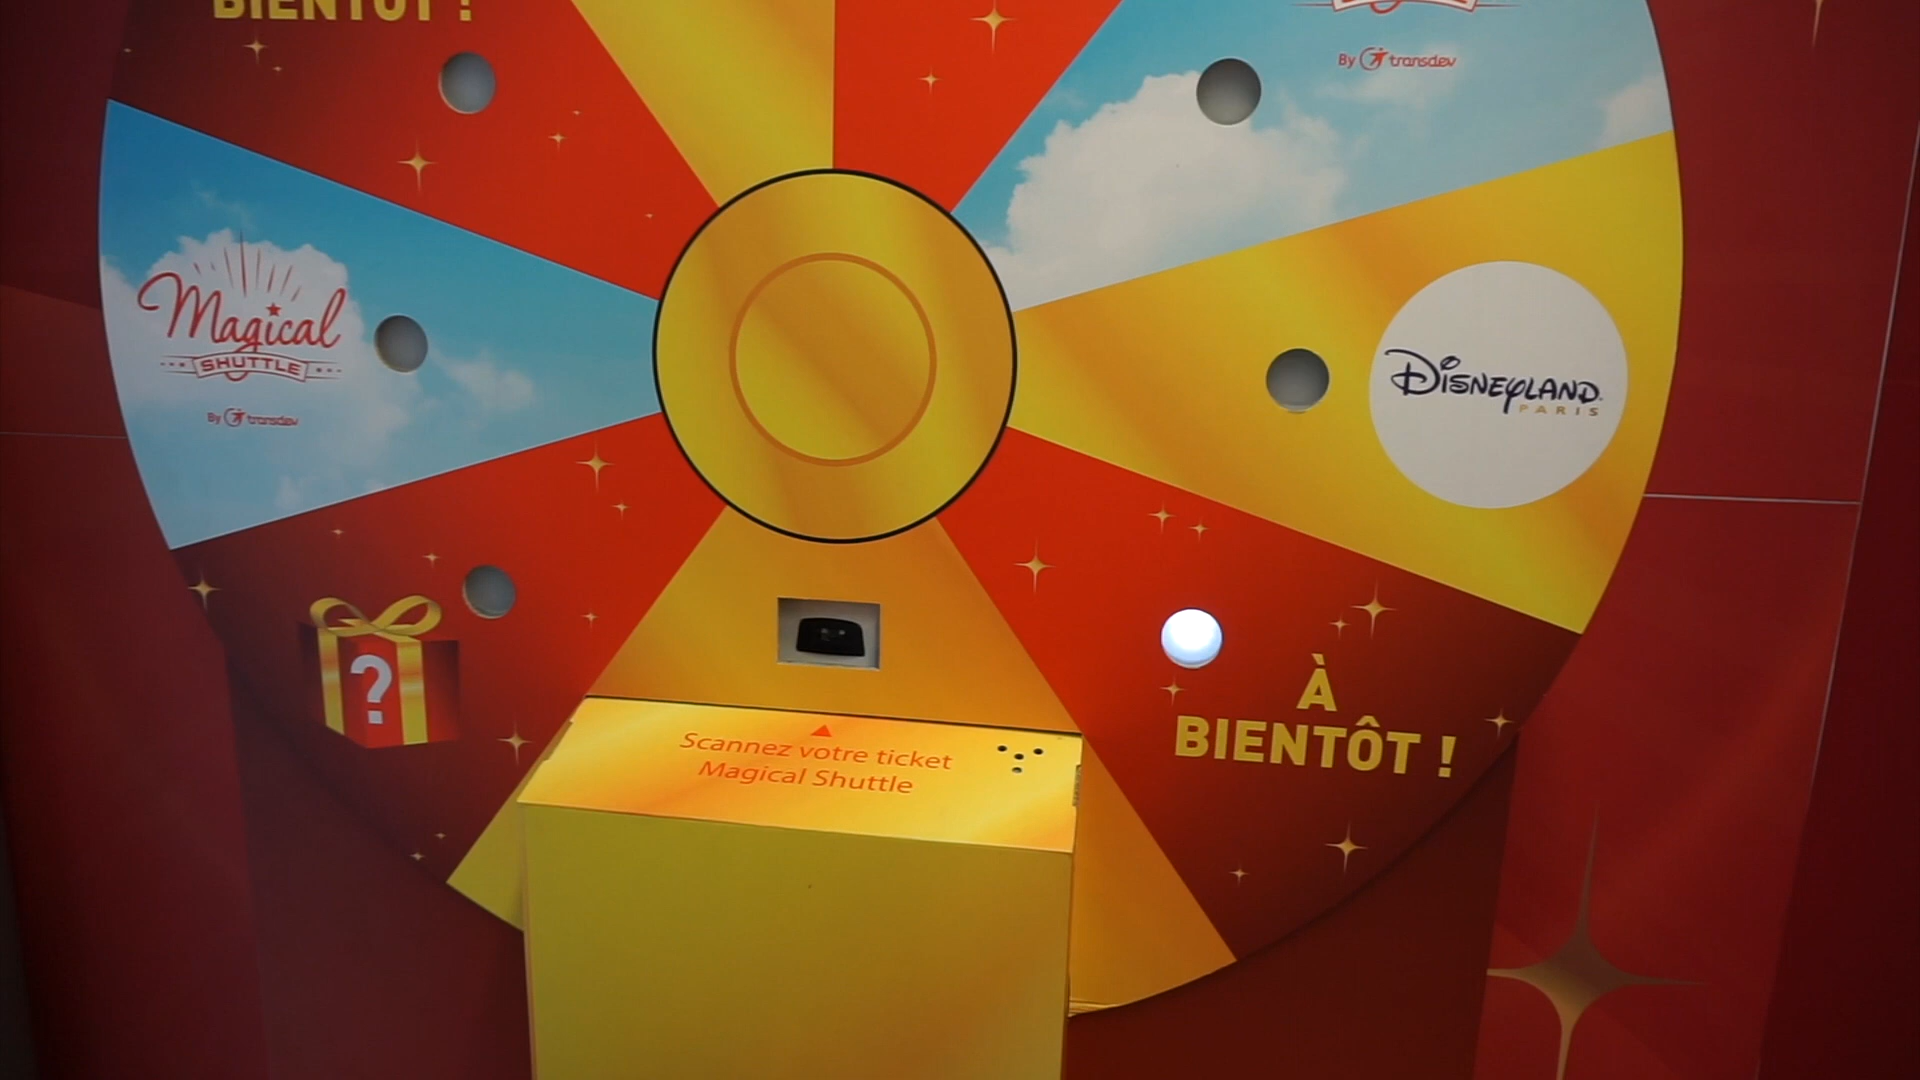 BIENTÔT !
By transdev
Magical
SHUTTLE
By transdev
DISNEYLAND
PARIS
?
À
BIENTÔT !
Scannez votre ticket
Magical Shuttle